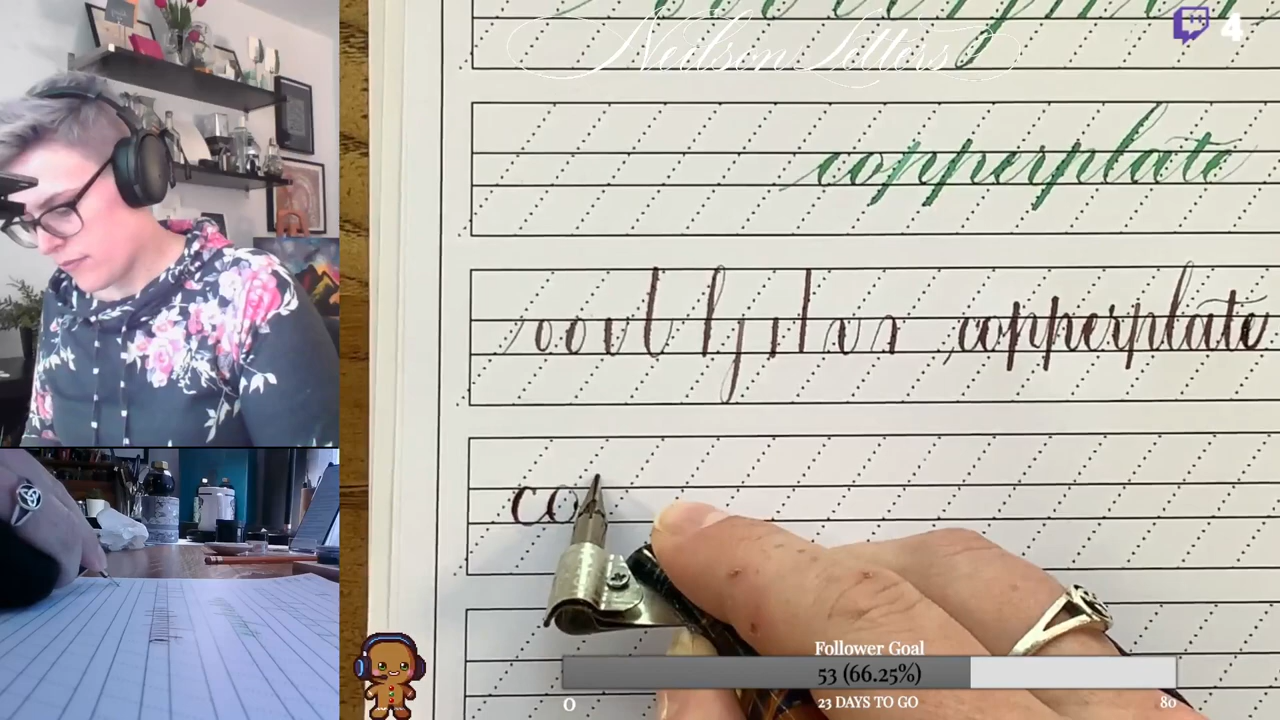 Neilson Letters
4
copperplate
copperplate
co
Follower Goal
53 (66.25%)
0 23 DAYS TO GO 80